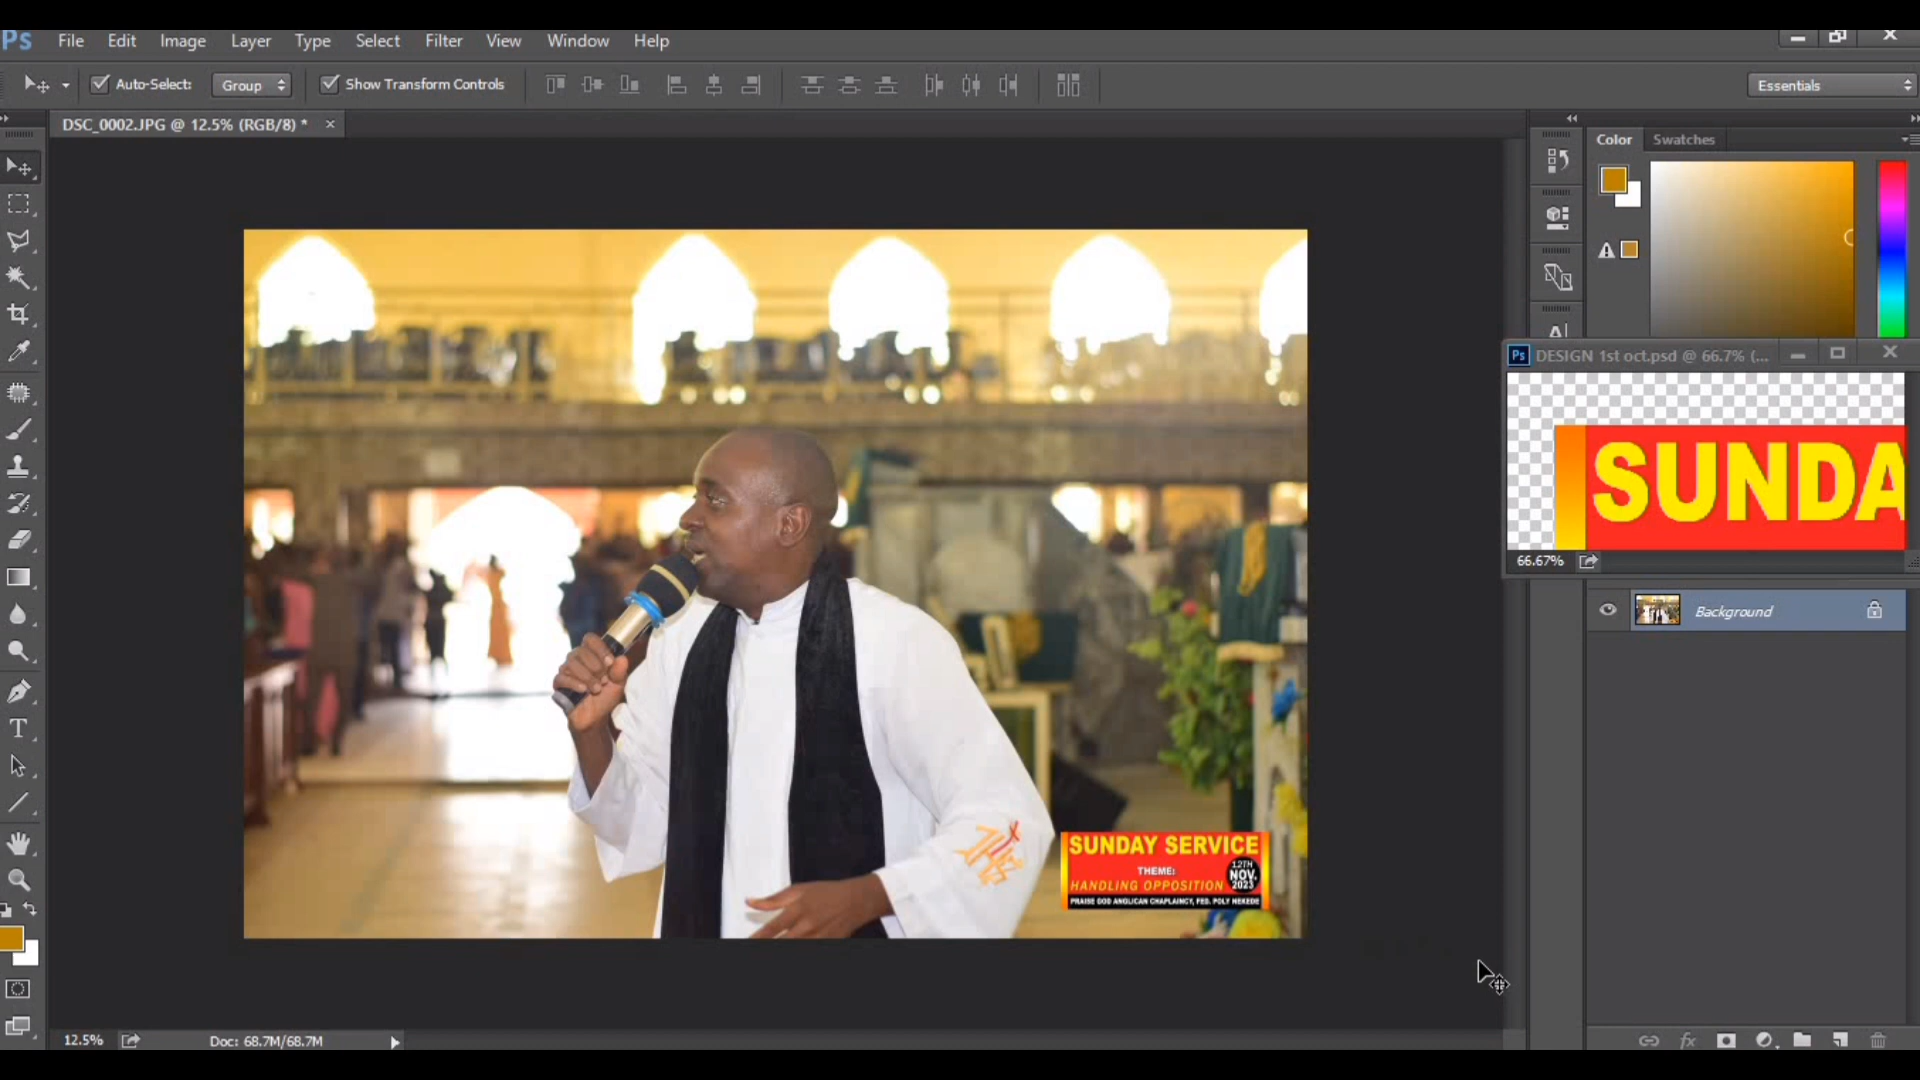 Ps File Edit Image Layer Type Select Filter View Window Help
Auto-Select: Group Show Transform Controls Essentials
DSC_0002.JPG @ 12.5% (RGB/8) * ×
Color Swatches
A|
Ps DESIGN 1st oct.psd @ 66.7% (...
SUNDA
66.67%
Background
SUNDAY SERVICE
THEME:
HANDLING OPPOSITION
12TH
NOV.
2023
PRAISE GOD ANGLICAN CHAPLAINCY, FED. POLY NEKEDE
T
fx
12.5% Doc: 68.7M/68.7M